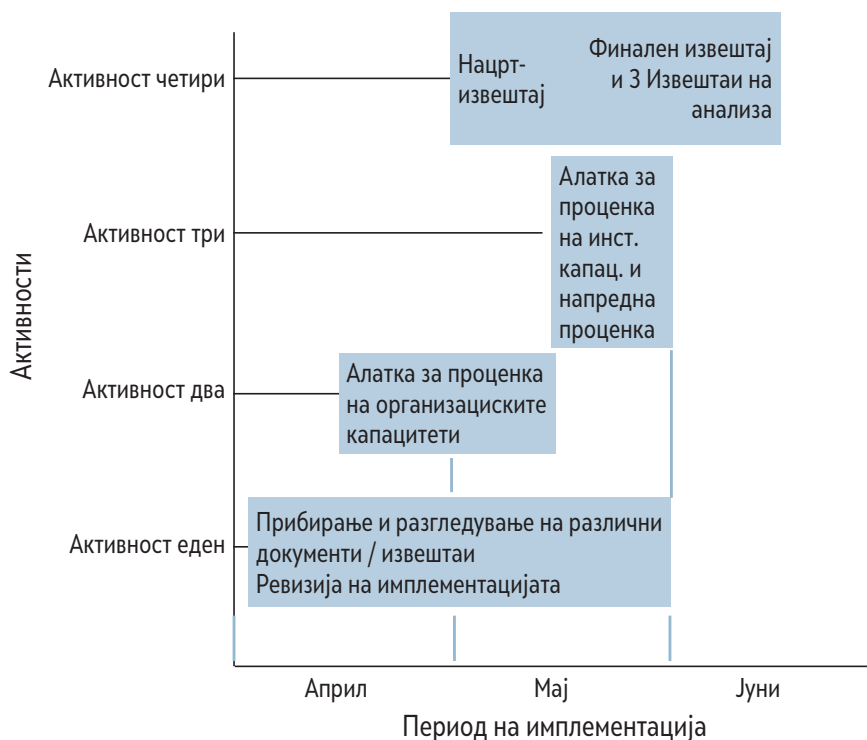 Активности
Активност четири
Нацрт-
извештај
Финален извештај
и 3 Извештаи на
анализа
Активност три
Алатка за
проценка
на инст.
капац. и
напредна
проценка
Активност два
Алатка за проценка
на организациските
капацитети
Активност еден
Прибирање и разгледување на различни
документи / извештаи
Ревизија на имплементацијата
Април
Мај
Јуни
Период на имплементација